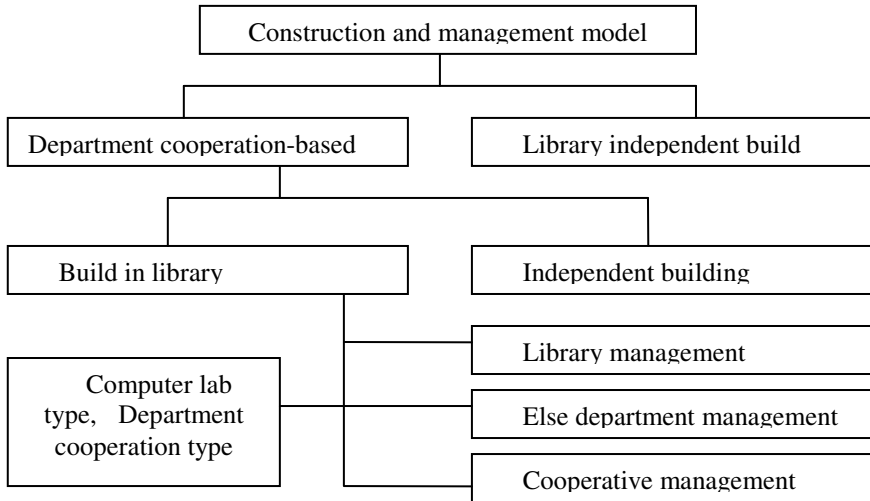 Construction and management model
Department cooperation-based
Library independent build
Build in library
Independent building
Library management
Computer lab
type, Department
cooperation type
Else department management
Cooperative management